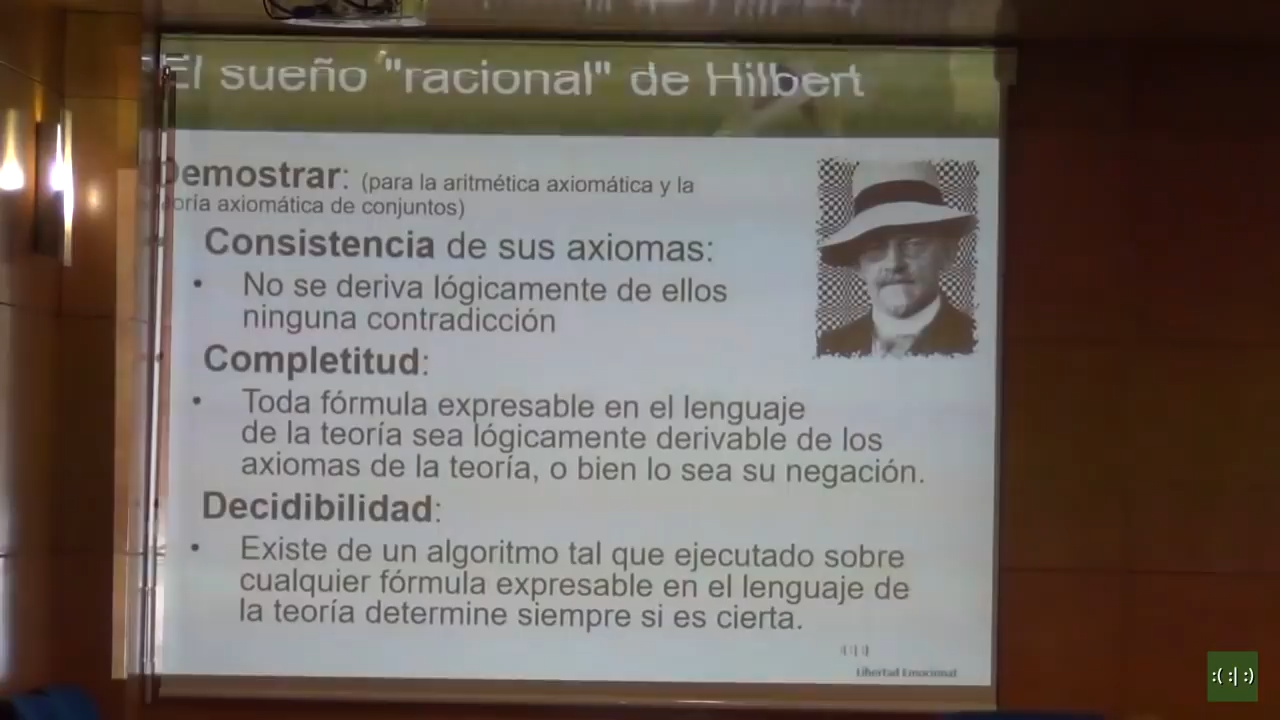 El sueño "racional" de Hilbert
Demostrar: (para la aritmética axiomática y la
oría axiomática de conjuntos)
Consistencia de sus axiomas:
• No se deriva lógicamente de ellos
ninguna contradicción
Completitud:
• Toda fórmula expresable en el lenguaje
de la teoría sea lógicamente derivable de los
axiomas de la teoría, o bien lo sea su negación.
Decidibilidad:
• Existe de un algoritmo tal que ejecutado sobre
cualquier fórmula expresable en el lenguaje de
la teoría determine siempre si es cierta.
Libertad Emocional
:( :| :)